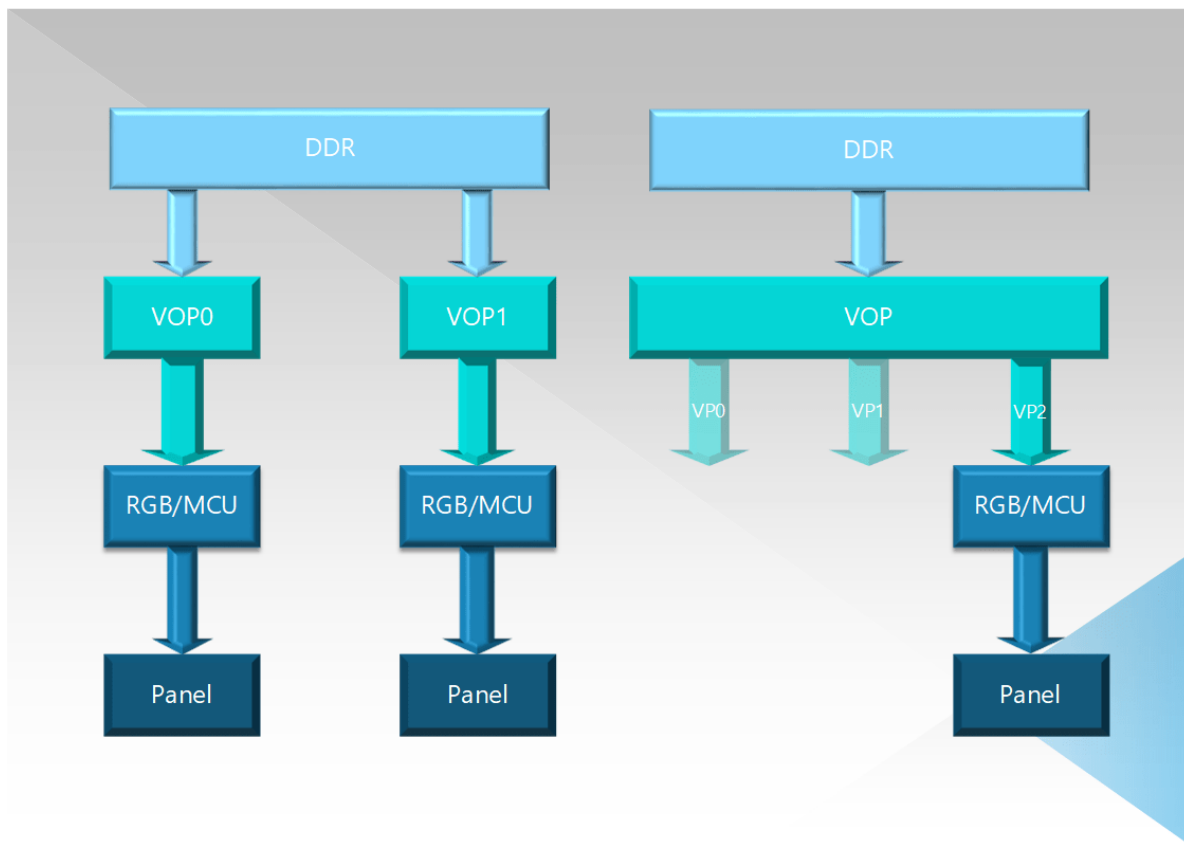 DDR
DDR
VOP0
VOP1
VOP
VP0
VP1
VP2
RGB/MCU
RGB/MCU
RGB/MCU
Panel
Panel
Panel